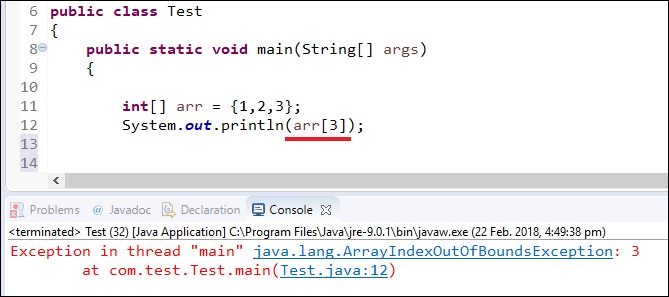 6 public class Test
7 {
8 public static void main(String[] args)
9 {
10
11 int[] arr = {1,2,3};
12 System.out.println(arr[3]);
13
14
Problems @ Javadoc Declaration Console
<terminated> Test (32) [Java Application] C:\Program Files\Java\jre-9.0.1\bin\javaw.exe (22 Feb. 2018, 4:49:38 pm)
Exception in thread "main" java.lang.ArrayIndexOutOfBoundsException: 3
at com.test.Test.main(Test.java:12)